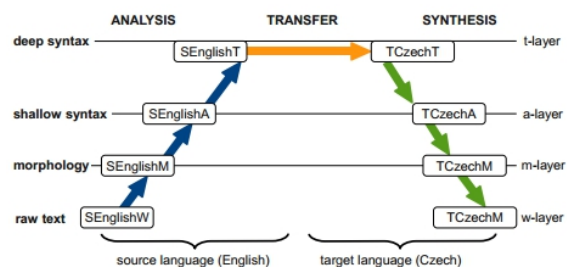 ANALYSIS TRANSFER SYNTHESIS
deep syntax SEnglishT TCzechT t-layer
shallow syntax SEnglishA TCzechA a-layer
morphology SEnglishM TCzechM m-layer
raw text SEnglishW TCzechM w-layer
source language (English) target language (Czech)